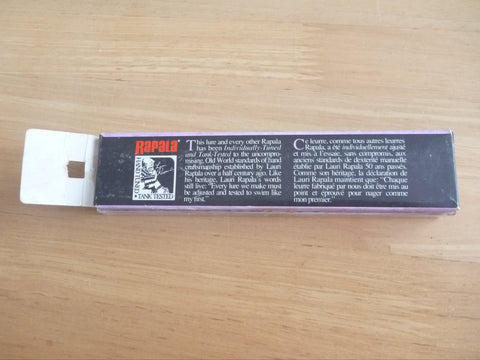 RAPALA®
HAND TUNED
TANK TESTED
This lure and every other Rapala
has been Individually-Tuned
and Tank-Tested to the uncompro-
mising, Old World standards of hand
craftsmanship established by Lauri
Rapala over a half century ago. Like
his heritage, Lauri Rapala's words
still live: "Every lure we make must
be adjusted and tested to swim like
my first."
Ce leurre, comme tous autres leurres
Rapala, a été individuellement ajusté
et mis à l'essaie, sans compromis, aux
anciens standards de dextérité manuelle
établie par Lauri Rapala 50 ans passés.
Comme son héritage, la déclaration de
Lauri Rapala maintient que: "Chaque
leurre fabriqué par nous doit être mis au
point et éprouvé pour nager comme
mon premier."